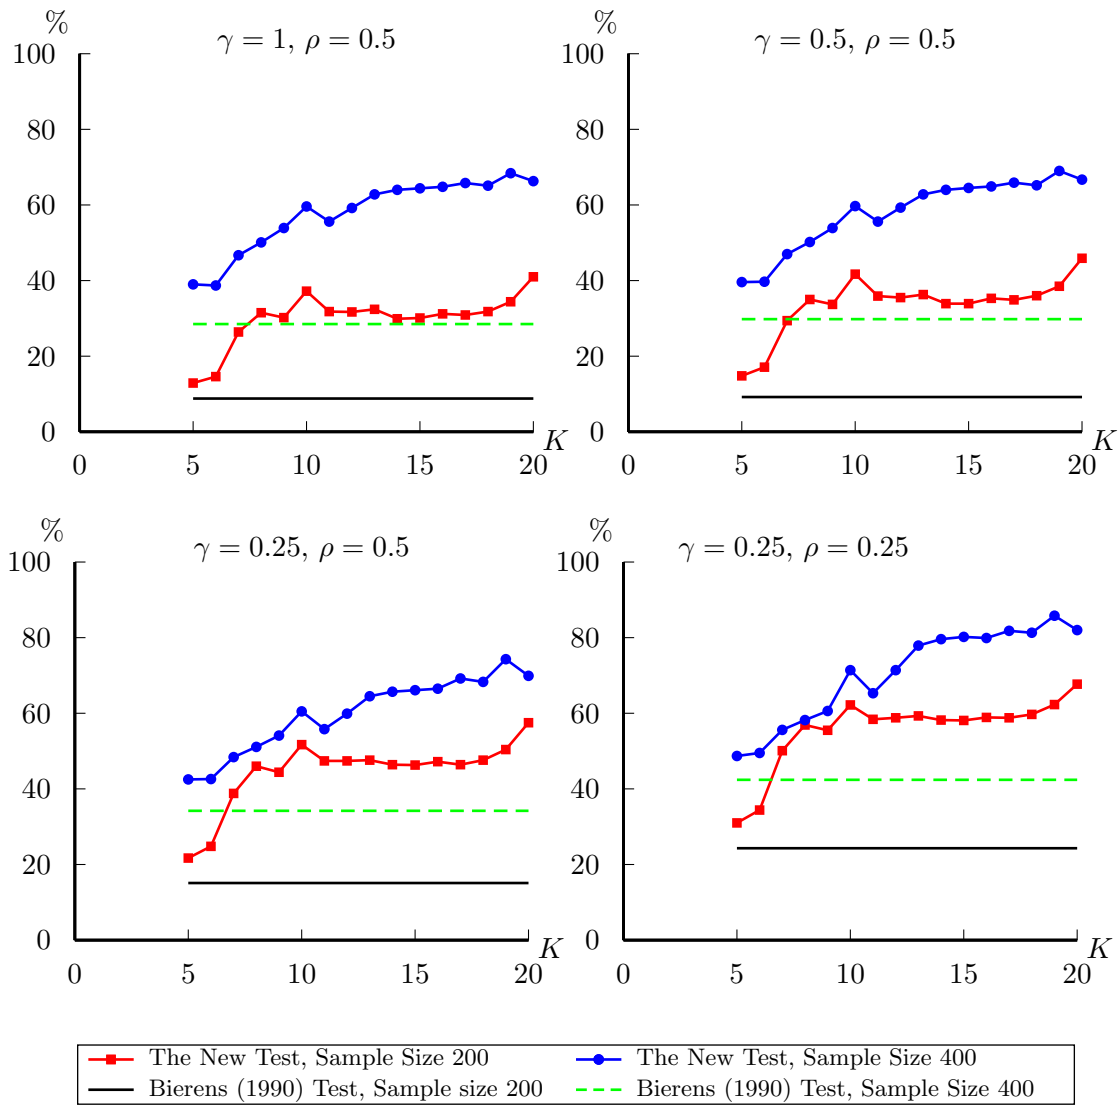 %
γ = 1, ρ = 0.5
100
80
60
40
20
0
K
0 5 10 15 20
%
γ = 0.5, ρ = 0.5
100
80
60
40
20
0
K
0 5 10 15 20
%
γ = 0.25, ρ = 0.5
100
80
60
40
20
0
K
0 5 10 15 20
%
γ = 0.25, ρ = 0.25
100
80
60
40
20
0
K
0 5 10 15 20
The New Test, Sample Size 200
The New Test, Sample Size 400
Bierens (1990) Test, Sample size 200
Bierens (1990) Test, Sample Size 400